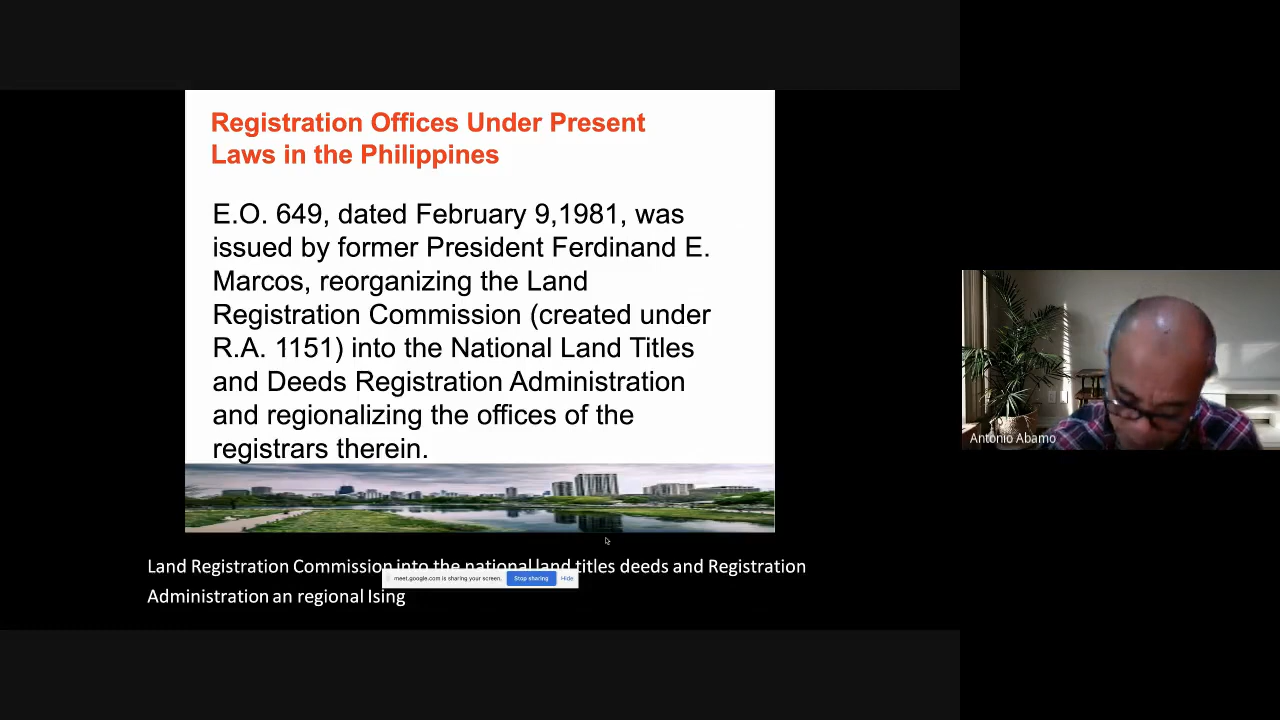 Registration Offices Under Present
Laws in the Philippines
E.O. 649, dated February 9,1981, was
issued by former President Ferdinand E.
Marcos, reorganizing the Land
Registration Commission (created under
R.A. 1151) into the National Land Titles
and Deeds Registration Administration
and regionalizing the offices of the
registrars therein.
Antonio Abamo
Land Registration Commission into the national land titles deeds and Registration
meet.google.com is sharing your screen. Stop sharing Hide
Administration an regional Ising